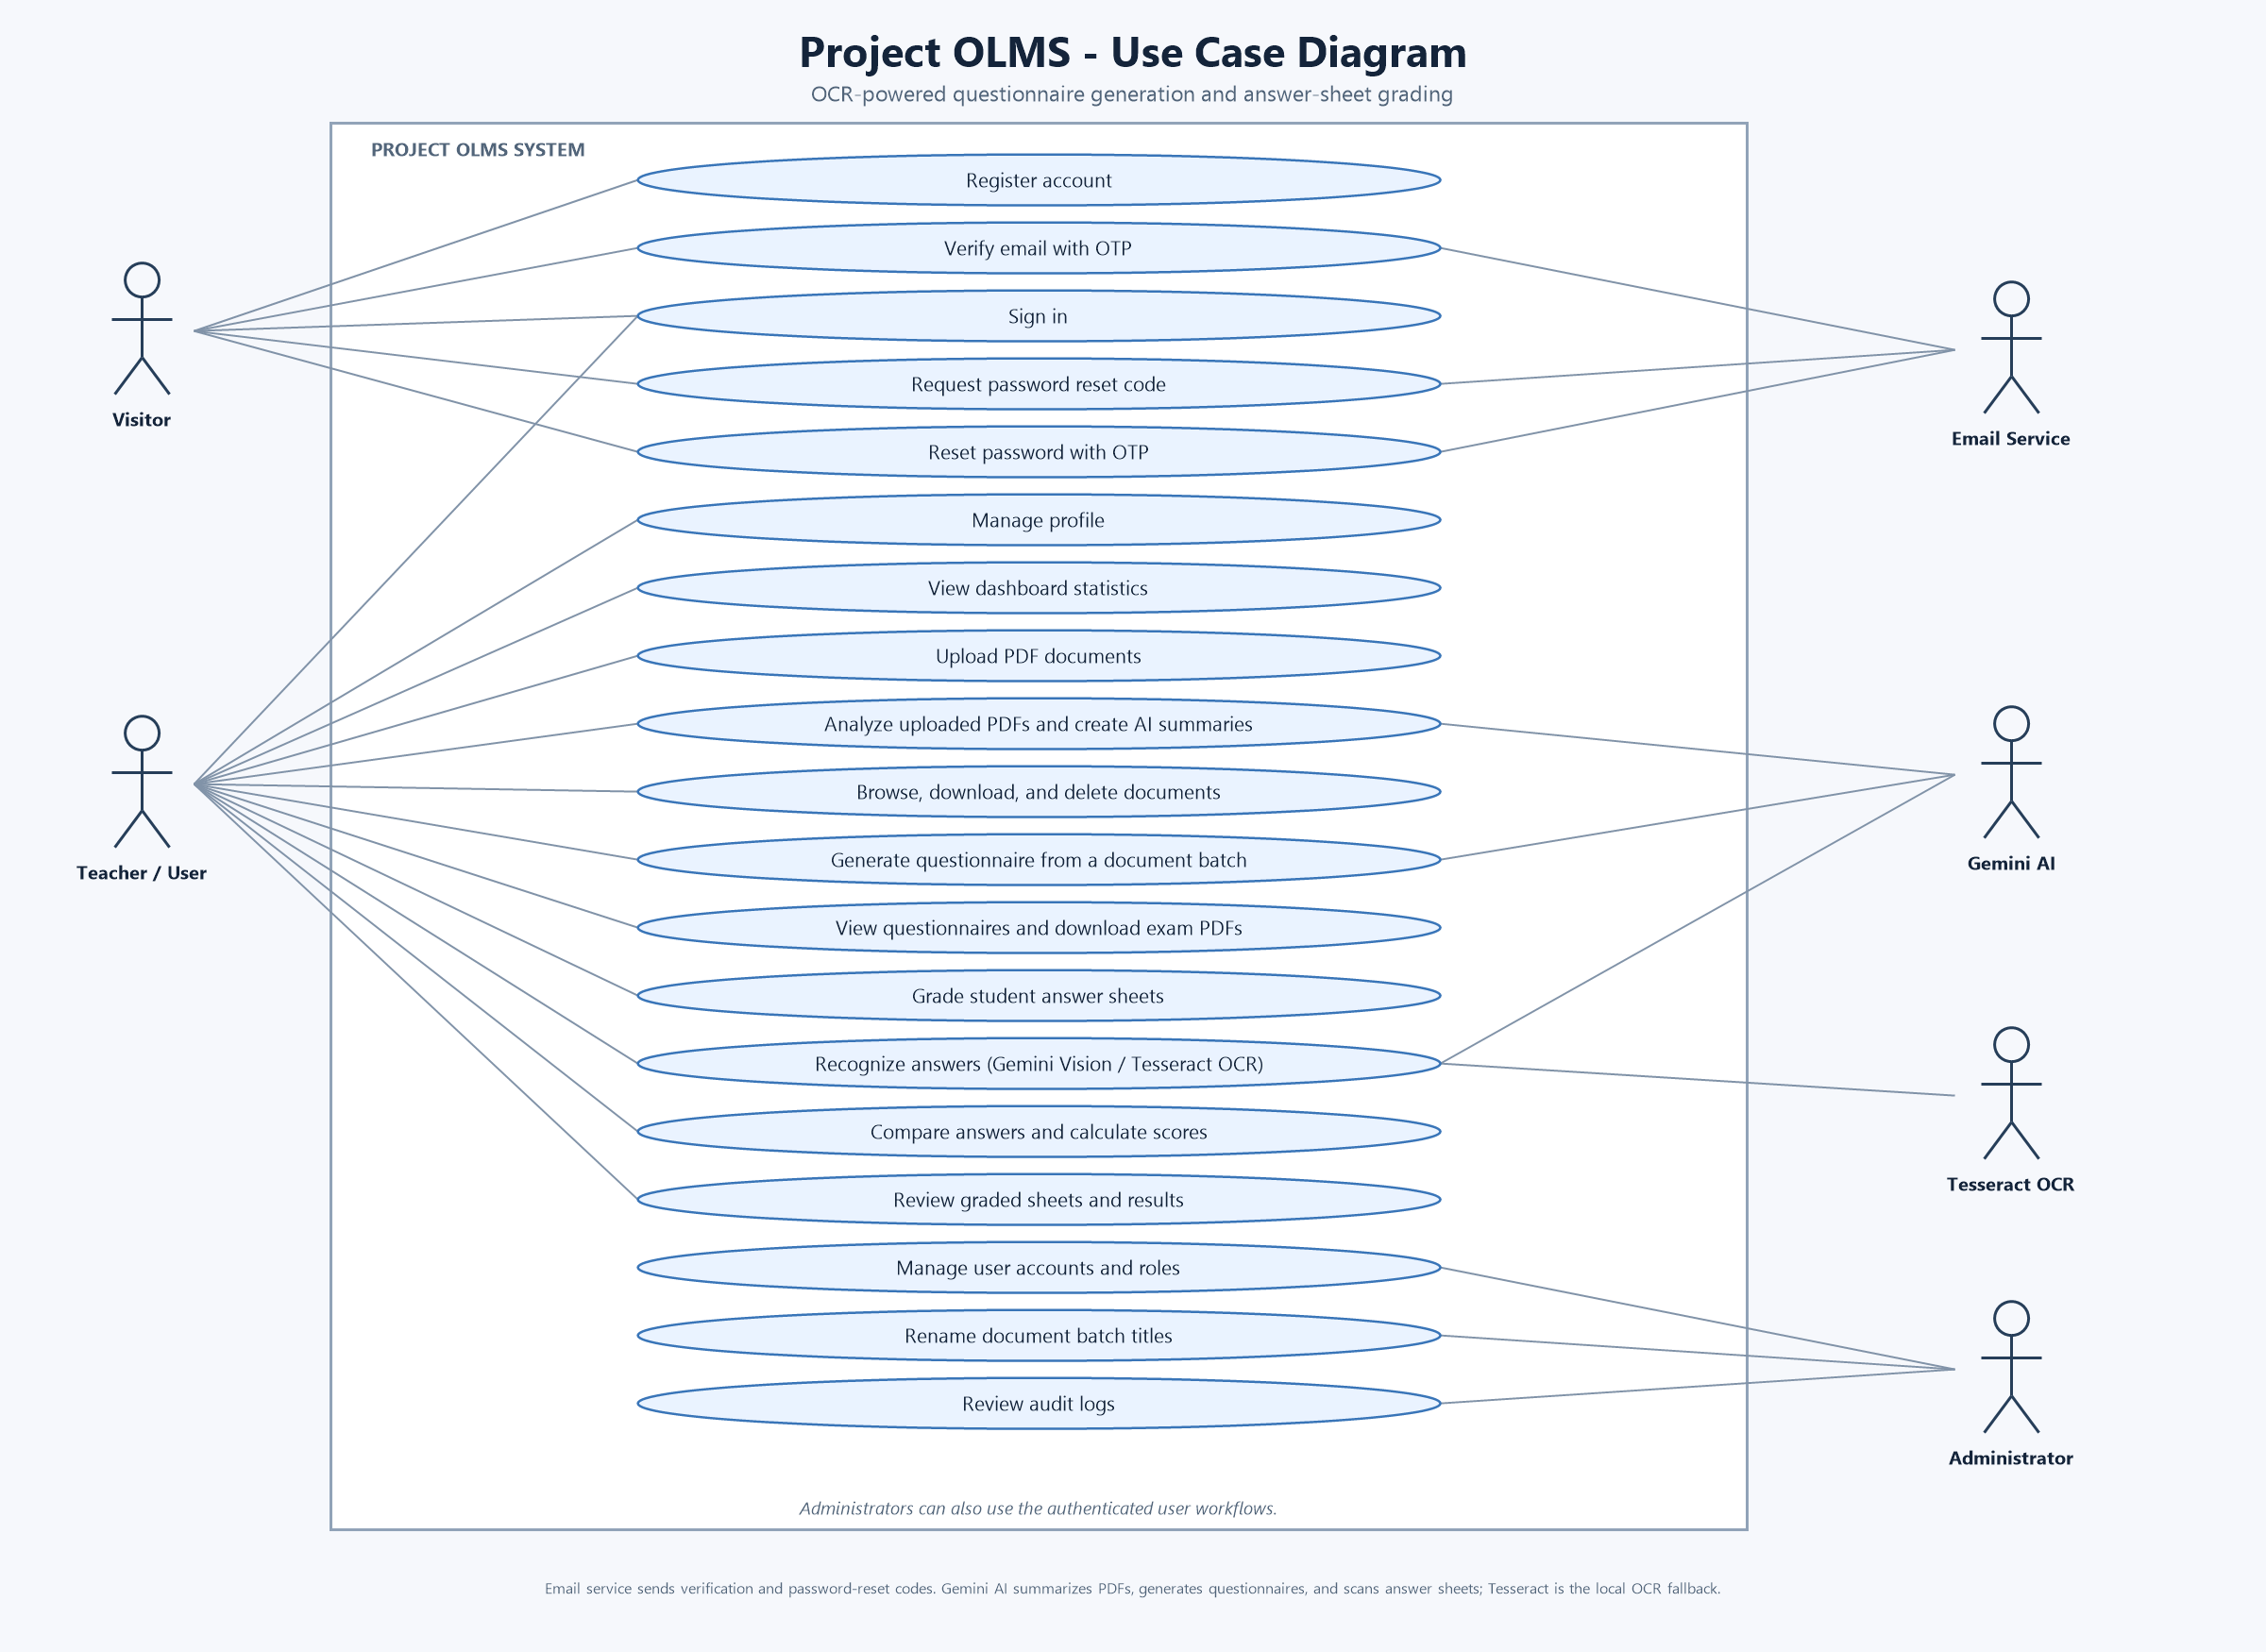 Project OLMS - Use Case Diagram
OCR-powered questionnaire generation and answer-sheet grading
PROJECT OLMS SYSTEM
Register account
Verify email with OTP
Sign in
Request password reset code
Visitor
Email Service
Reset password with OTP
Manage profile
View dashboard statistics
Upload PDF documents
Analyze uploaded PDFs and create AI summaries
Browse, download, and delete documents
Generate questionnaire from a document batch
Teacher / User
Gemini AI
View questionnaires and download exam PDFs
Grade student answer sheets
Recognize answers (Gemini Vision / Tesseract OCR)
Compare answers and calculate scores
Tesseract OCR
Review graded sheets and results
Manage user accounts and roles
Rename document batch titles
Review audit logs
Administrator
Administrators can also use the authenticated user workflows.
Email service sends verification and password-reset codes. Gemini AI summarizes PDFs, generates questionnaires, and scans answer sheets; Tesseract is the local OCR fallback.